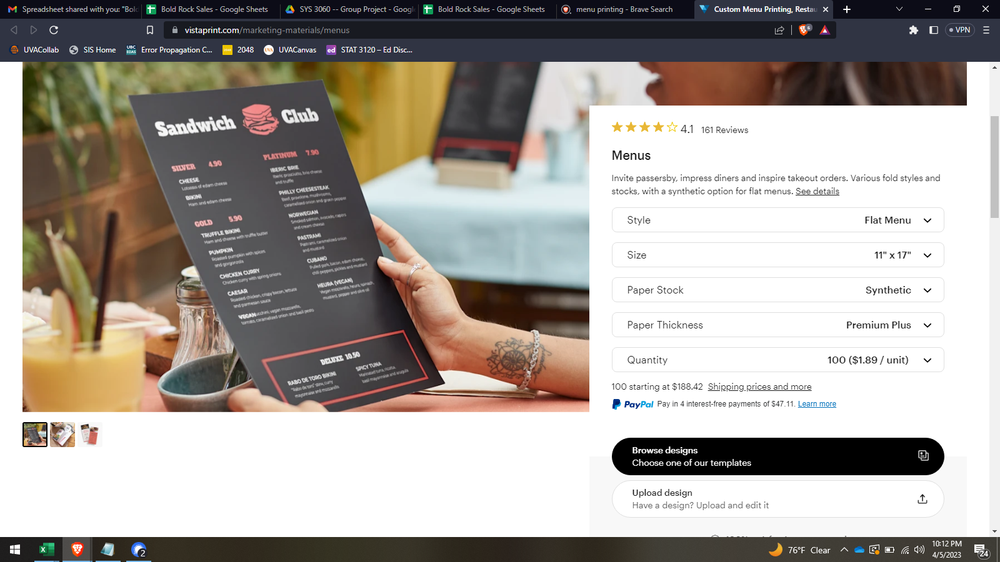 Spreadsheet shared with you: "Bol
Bold Rock Sales - Google Sheets
SYS 3060 -- Group Project - Googl
Bold Rock Sales - Google Sheets
menu printing - Brave Search
Custom Menu Printing, Restau
vistaprint.com/marketing-materials/menus
6
VPN
UVACollab
SIS Home
UBC
EOAS
Error Propagation C...
2048
UVACanvas
ed
STAT 3120 – Ed Disc...
Sandwich Club
SILVER 4.90
CHEESE
BIKINI
Ham and edam cheese
GOLD 5.90
TRUFFLE BIKINI
Ham and cheese with truffle butter
PUMPKIN
Roasted pumpkin with spices
and gorgonzola
CHICKEN CURRY
Chicken curry with spring onions
CAESAR
Roasted chicken, crispy bacon, lettuce
and parmesan sauce
VEGAN
tomato, caramelized onion and basil pesto
PLATINUM 7.90
IBERIC BRIE
Iberic prosciutto, brie cheese
and truffle
PHILLY CHEESESTEAK
Beef, provolone, mushrooms,
caramelized onion and green pepper
NORWEGIAN
Smoked salmon, avocado, capers
and cream cheese
PASTRAMI
Pastrami, caramelized onion
and mustard
CUBANO
Pulled pork, bacon, edam cheese,
chili peppers, pickles and mustard
HEURA (VEGAN)
Vegan mozzarella, heura, spinach,
mustard, pepper and olive oil
DELUXE 10.50
RABO DE TORO BIKINI
"Rabo de toro" stew, curry
mayonnaise and mozzarella
SPICY TUNA
Marinated tuna, ricotta,
basil mayonnaise and arugula
4.1 161 Reviews
Menus
Invite passersby, impress diners and inspire takeout orders. Various fold styles and
stocks, with a synthetic option for flat menus. See details
Style Flat Menu
Size 11" x 17"
Paper Stock Synthetic
Paper Thickness Premium Plus
Quantity 100 ($1.89 / unit)
100 starting at $188.42 Shipping prices and more
PayPal Pay in 4 interest-free payments of $47.11. Learn more
Browse designs
Choose one of our templates
Upload design
Have a design? Upload and edit it
2
76°F Clear
10:12 PM
4/5/2023
24